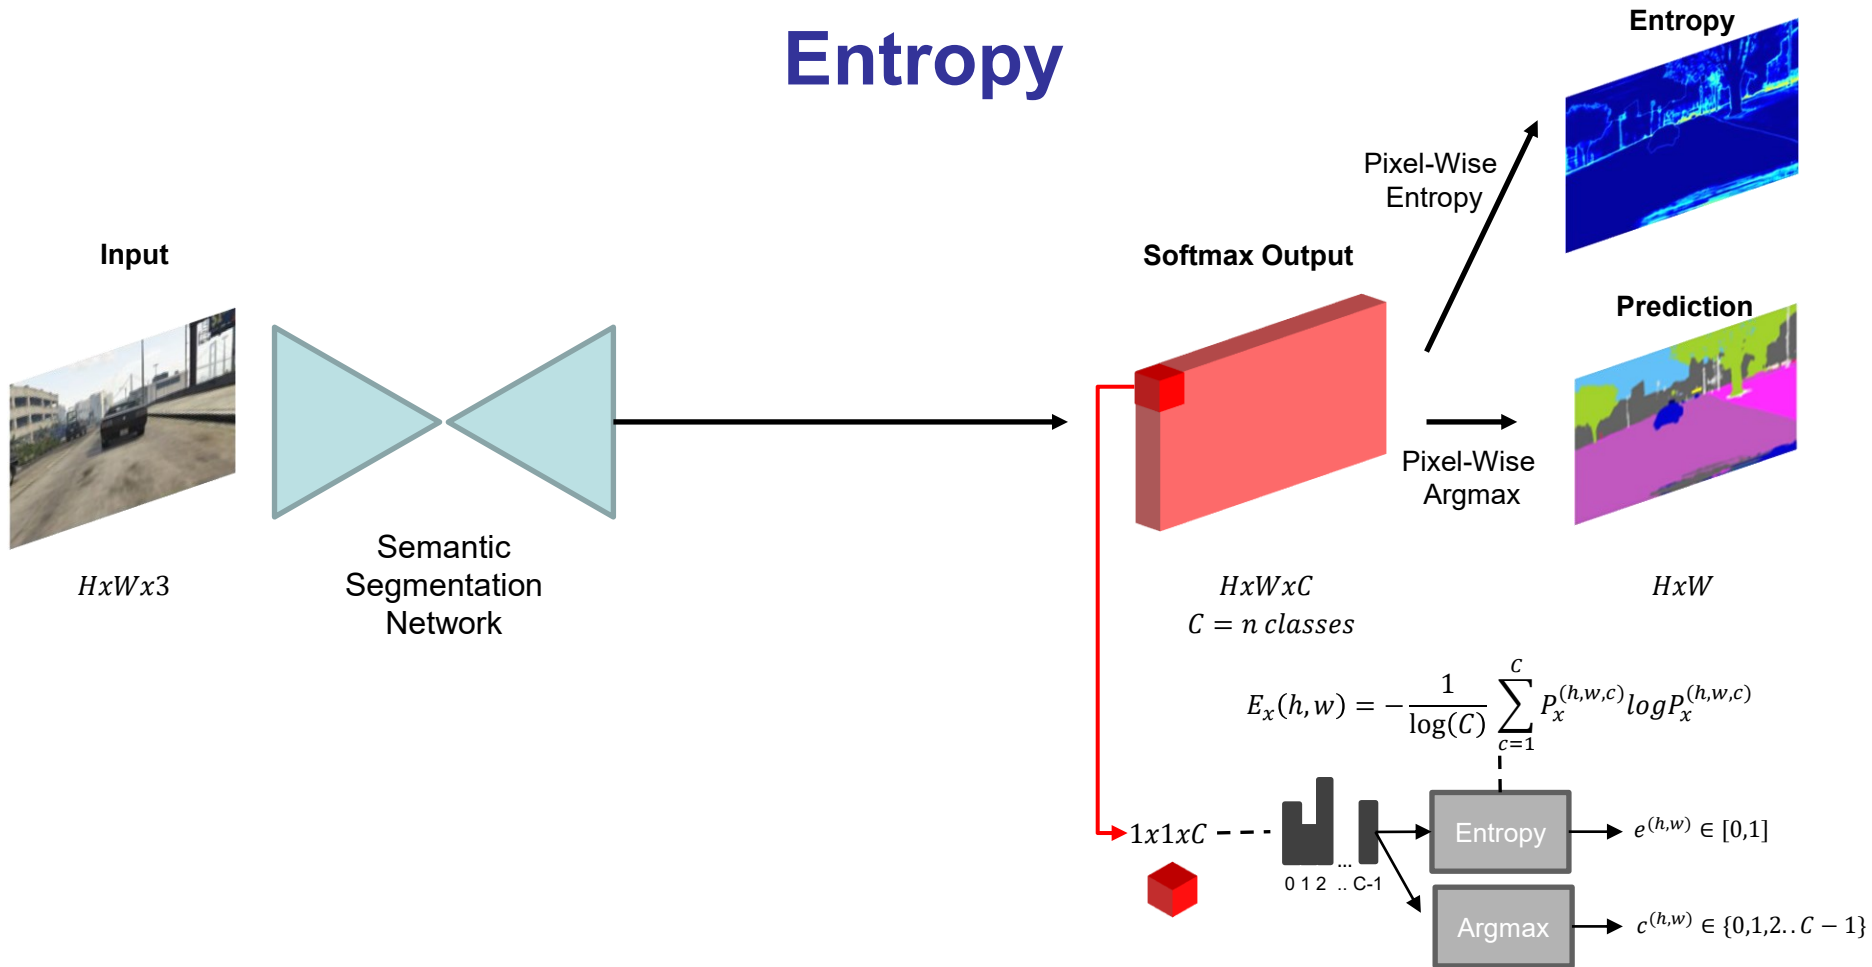 Entropy
Entropy
Pixel-Wise
Entropy
Input
Softmax Output
Prediction
Pixel-Wise
Argmax
Semantic
Segmentation
Network
HxWx3
HxWxC
C = n classes
HxW
E_x(h,w) = -\frac{1}{\log(C)} \sum_{c=1}^{C} P_x^{(h,w,c)} log P_x^{(h,w,c)}
1x1xC
...
0 1 2 .. C-1
Entropy
e^{(h,w)} ∈ [0,1]
Argmax
c^{(h,w)} ∈ {0,1,2..C − 1}